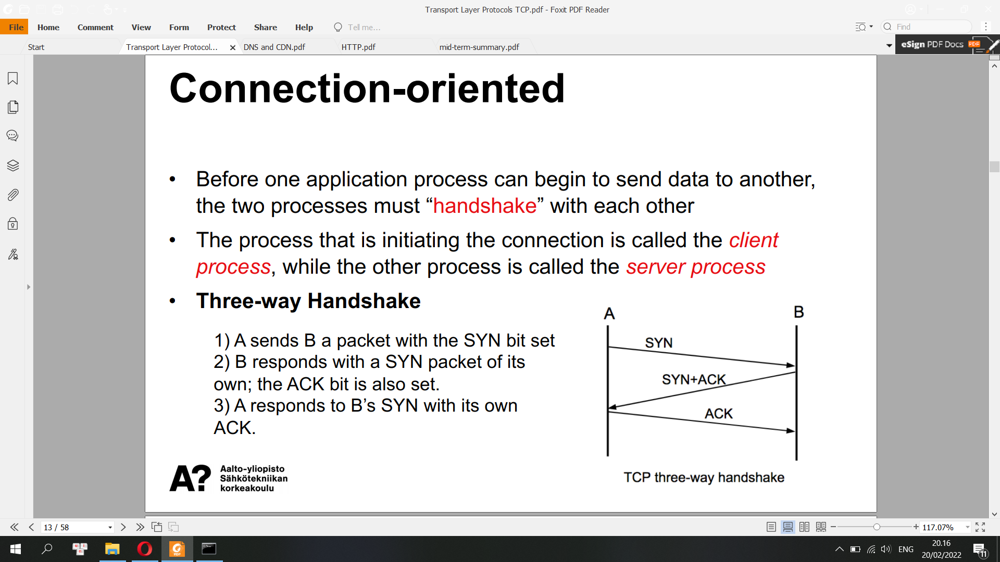 Transport Layer Protocols TCP.pdf - Foxit PDF Reader
File Home Comment View Form Protect Share Help Tell me... Find
Start Transport Layer Protocol... DNS and CDN.pdf HTTP.pdf mid-term-summary.pdf eSign PDF Docs PDF
Connection-oriented
• Before one application process can begin to send data to another,
the two processes must “handshake” with each other
• The process that is initiating the connection is called the client
process, while the other process is called the server process
• Three-way Handshake
1) A sends B a packet with the SYN bit set
2) B responds with a SYN packet of its
own; the ACK bit is also set.
3) A responds to B’s SYN with its own
ACK.
A B
SYN
SYN+ACK
ACK
TCP three-way handshake
A?
Aalto-yliopisto
Sähkötekniikan
korkeakoulu
13 / 58 117.07%
ENG
20.16
20/02/2022
11